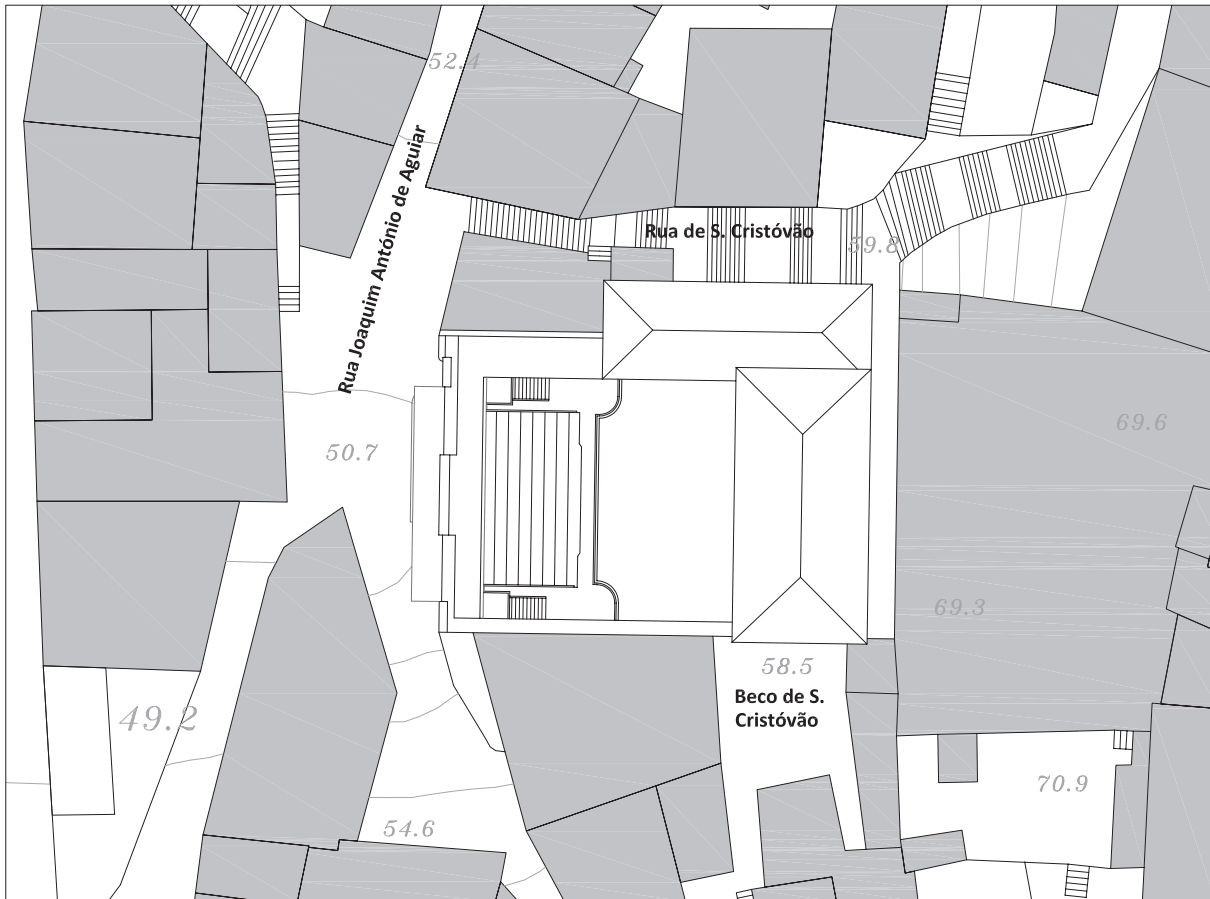 52.4
Rua Joaquim António de Aguiar
Rua de S. Cristóvão
59.8
69.6
50.7
69.3
58.5
Beco de S.
Cristóvão
49.2
70.9
54.6